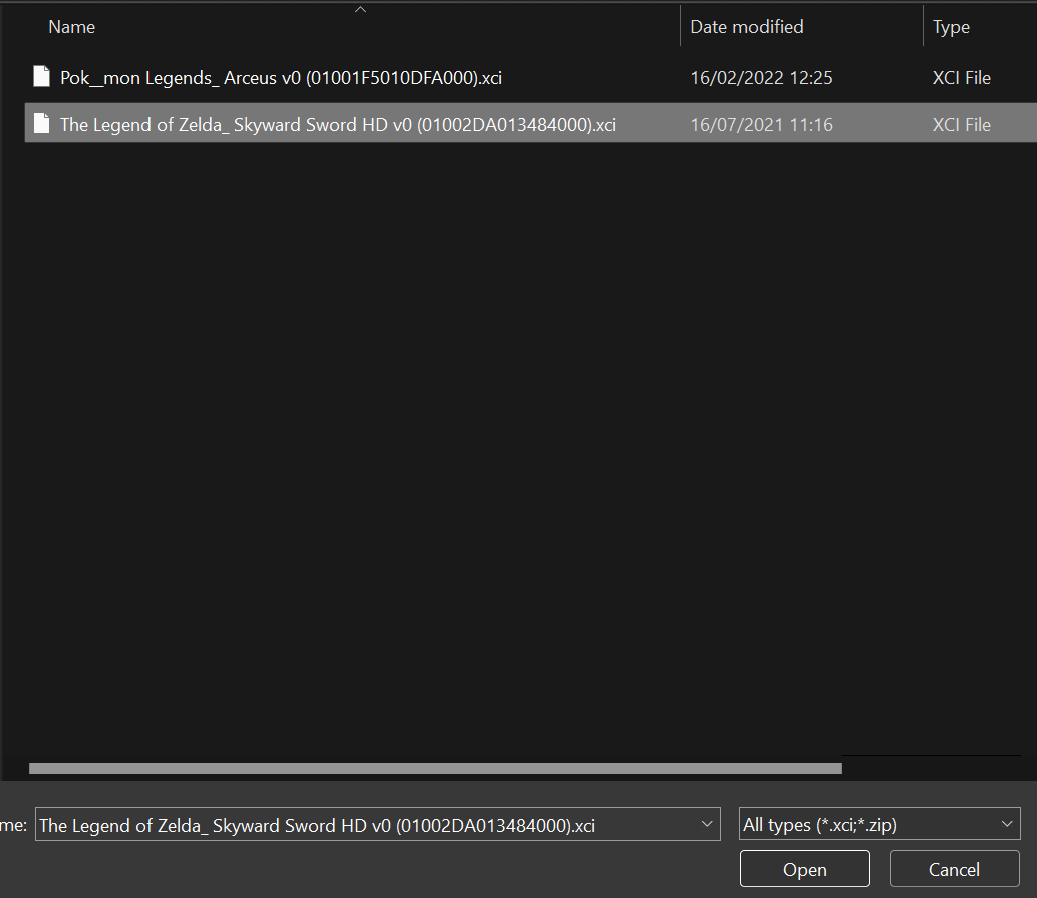 Name Date modified Type
Pok__mon Legends_ Arceus v0 (01001F5010DFA000).xci 16/02/2022 12:25 XCI File
The Legend of Zelda_ Skyward Sword HD v0 (01002DA013484000).xci 16/07/2021 11:16 XCI File
me: The Legend of Zelda_ Skyward Sword HD v0 (01002DA013484000).xci All types (*.xci;*.zip)
Open Cancel